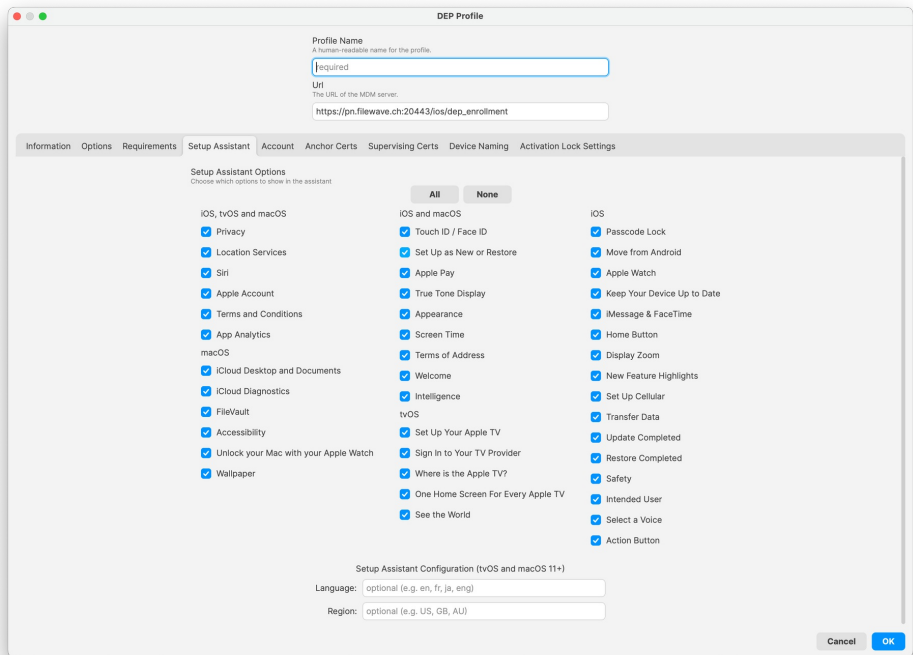 DEP Profile
Profile Name
A human-readable name for the profile.
required
Url
The URL of the MDM server.
https://pn.filewave.ch:20443/ios/dep_enrollment
Information Options Requirements Setup Assistant Account Anchor Certs Supervising Certs Device Naming Activation Lock Settings
Setup Assistant Options
Choose which options to show in the assistant
All None
iOS, tvOS and macOS
Privacy
Location Services
Siri
Apple Account
Terms and Conditions
App Analytics
macOS
iCloud Desktop and Documents
iCloud Diagnostics
FileVault
Accessibility
Unlock your Mac with your Apple Watch
Wallpaper
iOS and macOS
Touch ID / Face ID
Set Up as New or Restore
Apple Pay
True Tone Display
Appearance
Screen Time
Terms of Address
Welcome
Intelligence
tvOS
Set Up Your Apple TV
Sign In to Your TV Provider
Where is the Apple TV?
One Home Screen For Every Apple TV
See the World
iOS
Passcode Lock
Move from Android
Apple Watch
Keep Your Device Up to Date
iMessage & FaceTime
Home Button
Display Zoom
New Feature Highlights
Set Up Cellular
Transfer Data
Update Completed
Restore Completed
Safety
Intended User
Select a Voice
Action Button
Setup Assistant Configuration (tvOS and macOS 11+)
Language: optional (e.g. en, fr, ja, eng)
Region: optional (e.g. US, GB, AU)
Cancel OK